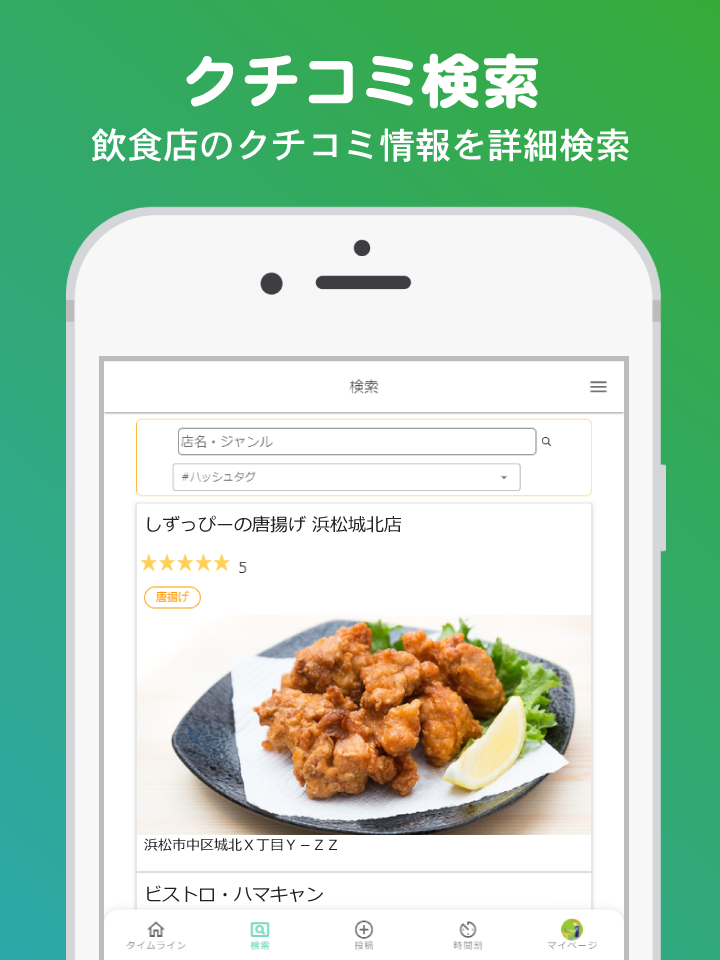 クチコミ検索
飲食店のクチコミ情報を詳細検索
検索
店名・ジャンル
#ハッシュタグ
しずっぴーの唐揚げ 浜松城北店
★★★★★ 5
唐揚げ
浜松市中区城北Ｘ丁目Ｙ－ＺＺ
ビストロ・ハマキャン
タイムライン 検索 投稿 時間割 マイページ